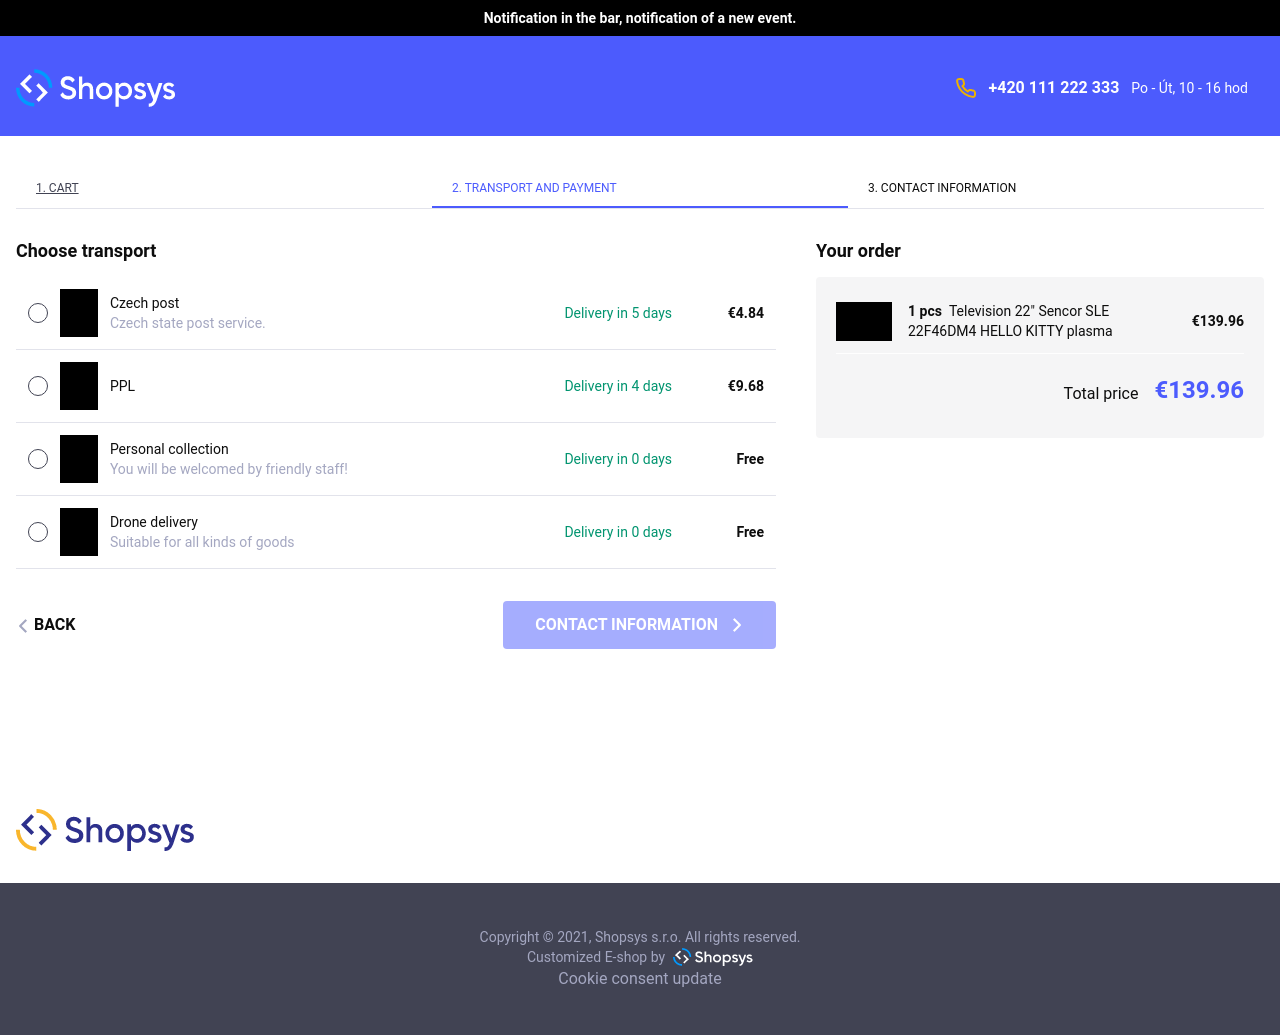 Notification in the bar, notification of a new event.
Shopsys
+420 111 222 333 Po - Út, 10 - 16 hod
1. CART
2. TRANSPORT AND PAYMENT
3. CONTACT INFORMATION
Choose transport
Czech post
Czech state post service.
Delivery in 5 days
€4.84
PPL
Delivery in 4 days
€9.68
Personal collection
You will be welcomed by friendly staff!
Delivery in 0 days
Free
Drone delivery
Suitable for all kinds of goods
Delivery in 0 days
Free
BACK
CONTACT INFORMATION
Your order
1 pcs Television 22" Sencor SLE
22F46DM4 HELLO KITTY plasma
€139.96
Total price €139.96
Shopsys
Copyright © 2021, Shopsys s.r.o. All rights reserved.
Customized E-shop by Shopsys
Cookie consent update